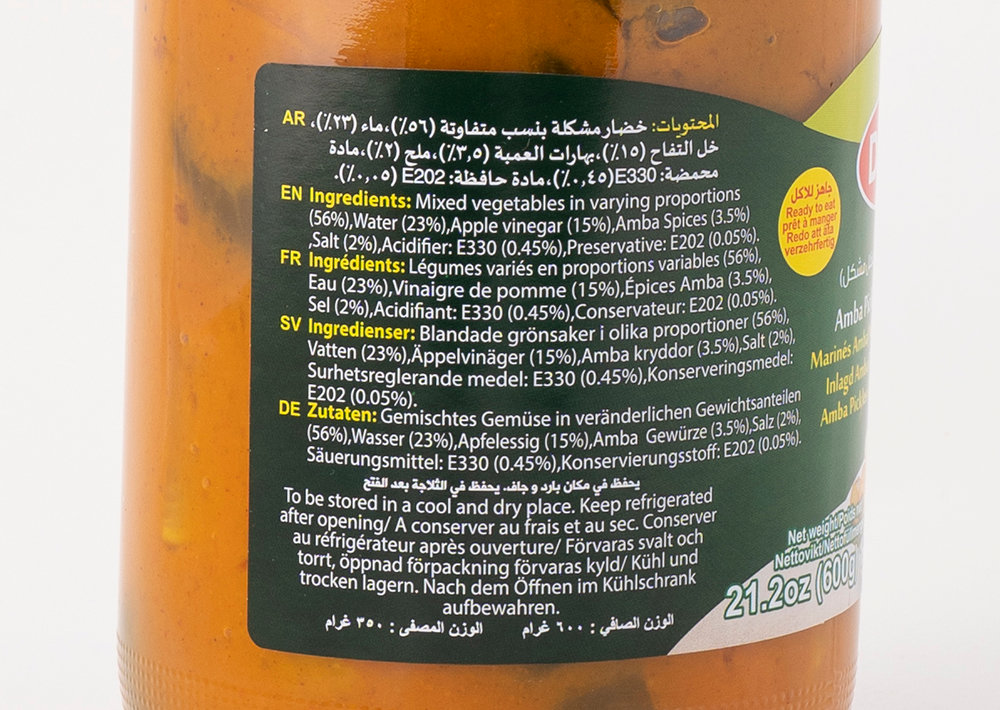 AR المحتويات: خضار مشكلة بنسب متفاوتة (٥٦٪)،ماء (٢٣٪)،
خل التفاح (١٥٪)،بهارات العمبة (٣,٥٪)،ملح (٢٪)،مادة
محمضة: E330(٠,٤٥٪)،مادة حافظة: E202 (٠,٠٥٪).
EN Ingredients: Mixed vegetables in varying proportions
(56%),Water (23%),Apple vinegar (15%),Amba Spices (3.5%)
,Salt (2%),Acidifier: E330 (0.45%),Preservative: E202 (0.05%).
FR Ingrédients: Légumes variés en proportions variables (56%),
Eau (23%),Vinaigre de pomme (15%),Épices Amba (3.5%),
Sel (2%),Acidifiant: E330 (0.45%),Conservateur: E202 (0.05%).
SV Ingredienser: Blandade grönsaker i olika proportioner (56%),
Vatten (23%),Äppelvinäger (15%),Amba kryddor (3.5%),Salt (2%),
Surhetsreglerande medel: E330 (0.45%),Konserveringsmedel:
E202 (0.05%).
DE Zutaten: Gemischtes Gemüse in veränderlichen Gewichtsanteilen
(56%),Wasser (23%),Apfelessig (15%),Amba Gewürze (3.5%),Salz (2%),
Säuerungsmittel: E330 (0.45%),Konservierungsstoff: E202 (0.05%).
يحفظ في مكان بارد و جاف. يحفظ في الثلاجة بعد الفتح
To be stored in a cool and dry place. Keep refrigerated
after opening/ A conserver au frais et au sec. Conserver
au réfrigérateur après ouverture/ Förvaras svalt och
torrt, öppnad förpackning förvaras kyld/ Kühl und
trocken lagern. Nach dem Öffnen im Kühlschrank
aufbewahren.
الوزن الصافي : ٦٠٠ غرام الوزن المصفى : ٣٥٠ غرام
جاهز للأكل
Ready to eat
prêt à manger
Redo att äta
verzehrfertig
مشكل)
Amba
Marinés
Inlagd
Amba
Net weight/Poids
Nettovikt/
21.2oz (600g)